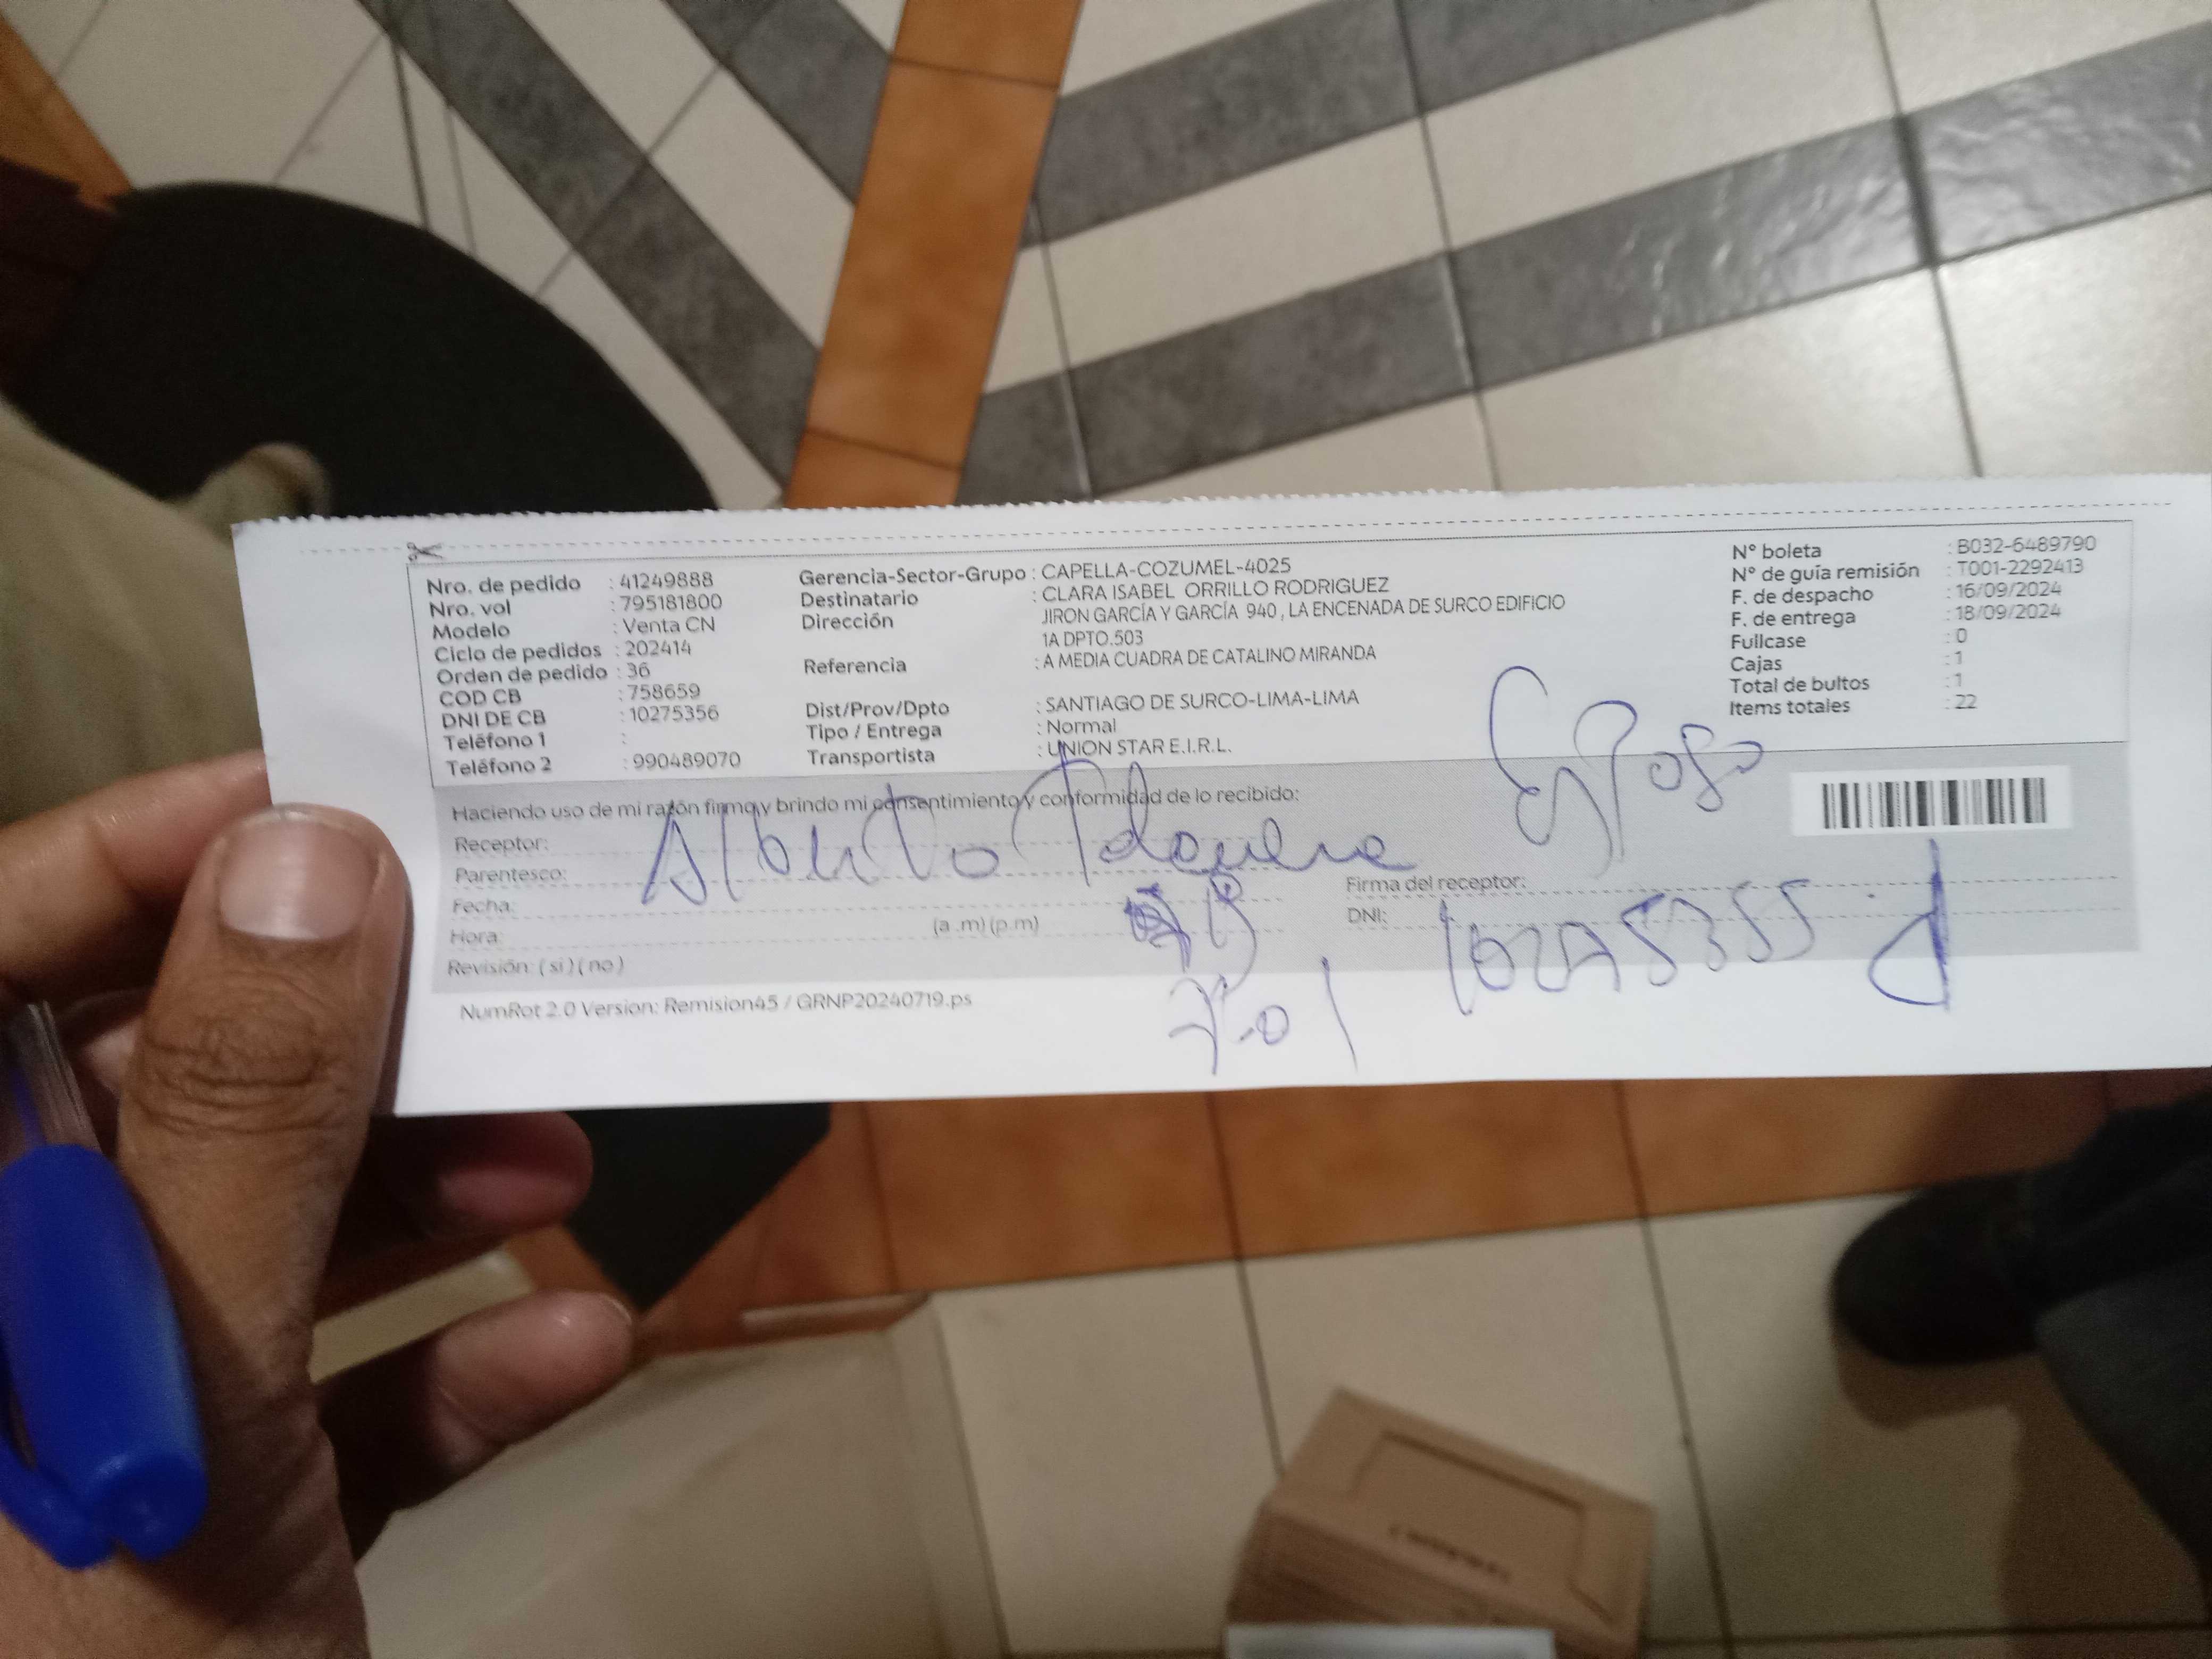 Nro. de pedido : 41249888
Nro. vol : 795181800
Modelo : Venta CN
Ciclo de pedidos : 202414
Orden de pedido : 36
COD CB : 758659
DNI DE CB : 10275356
Teléfono 1 :
Teléfono 2 : 990489070
Gerencia-Sector-Grupo : CAPELLA-COZUMEL-4025
Destinatario : CLARA ISABEL ORRILLO RODRIGUEZ
Dirección JIRON GARCÍA Y GARCÍA 940 , LA ENCENADA DE SURCO EDIFICIO
1A DPTO.503
Referencia : A MEDIA CUADRA DE CATALINO MIRANDA
Dist/Prov/Dpto : SANTIAGO DE SURCO-LIMA-LIMA
Tipo / Entrega : Normal
Transportista : UNION STAR E.I.R.L.
N° boleta : B032-6489790
N° de guía remisión : T001-2292413
F. de despacho : 16/09/2024
F. de entrega : 18/09/2024
Fullcase : 0
Cajas : 1
Total de bultos : 1
Items totales : 22
Haciendo uso de mi razón firmo y brindo mi consentimiento y conformidad de lo recibido:
Esposo
Receptor: Alberto
Parentesco:
Fecha:
Hora: (a .m) (p.m)
Revisión: ( si ) ( no )
Firma del receptor:
DNI: 10275355
NumRot 2.0 Version: Remision45 / GRNP20240719.ps